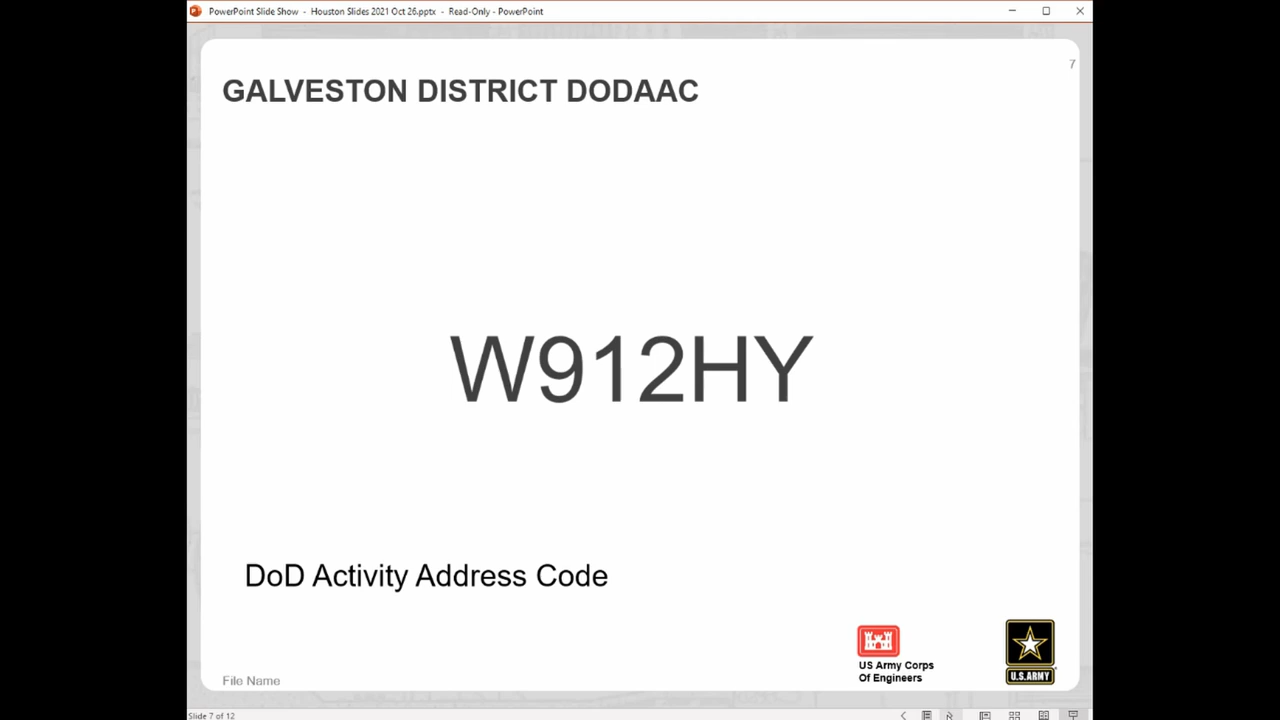 PowerPoint Slide Show - Houston Slides 2021 Oct 26.pptx - Read-Only - PowerPoint
7
GALVESTON DISTRICT DODAAC
W912HY
DoD Activity Address Code
US Army Corps
Of Engineers
U.S.ARMY
File Name
Slide 7 of 12